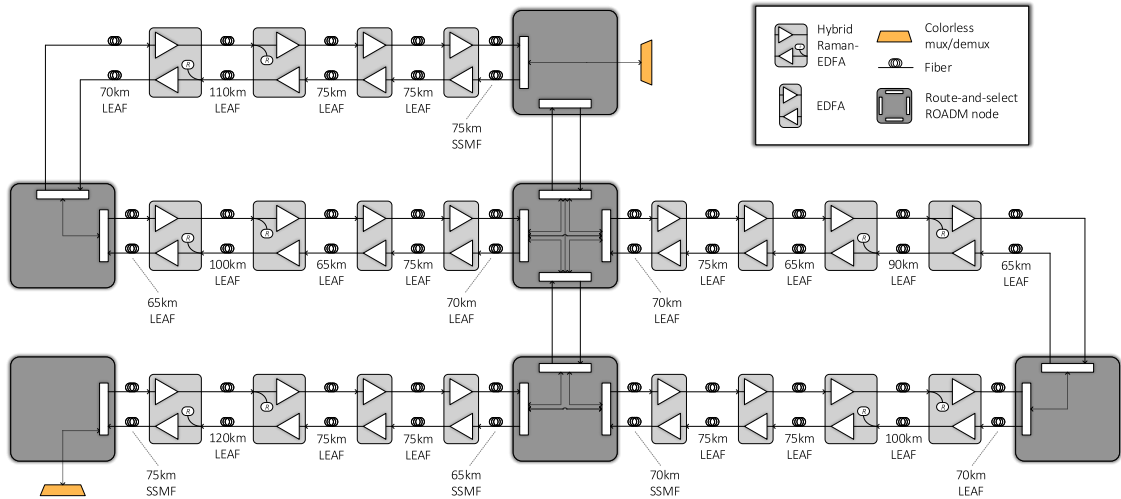 70km
LEAF
110km
LEAF
75km
LEAF
75km
LEAF
75km
SSMF
R
R
Hybrid
Raman-
EDFA
R
EDFA
Colorless
mux/demux
Fiber
Route-and-select
ROADM node
R
R
65km
LEAF
100km
LEAF
65km
LEAF
75km
LEAF
70km
LEAF
70km
LEAF
75km
LEAF
65km
LEAF
90km
LEAF
65km
LEAF
R
R
R
R
75km
SSMF
120km
LEAF
75km
LEAF
75km
LEAF
65km
SSMF
70km
SSMF
75km
LEAF
75km
LEAF
100km
LEAF
70km
LEAF
R
R